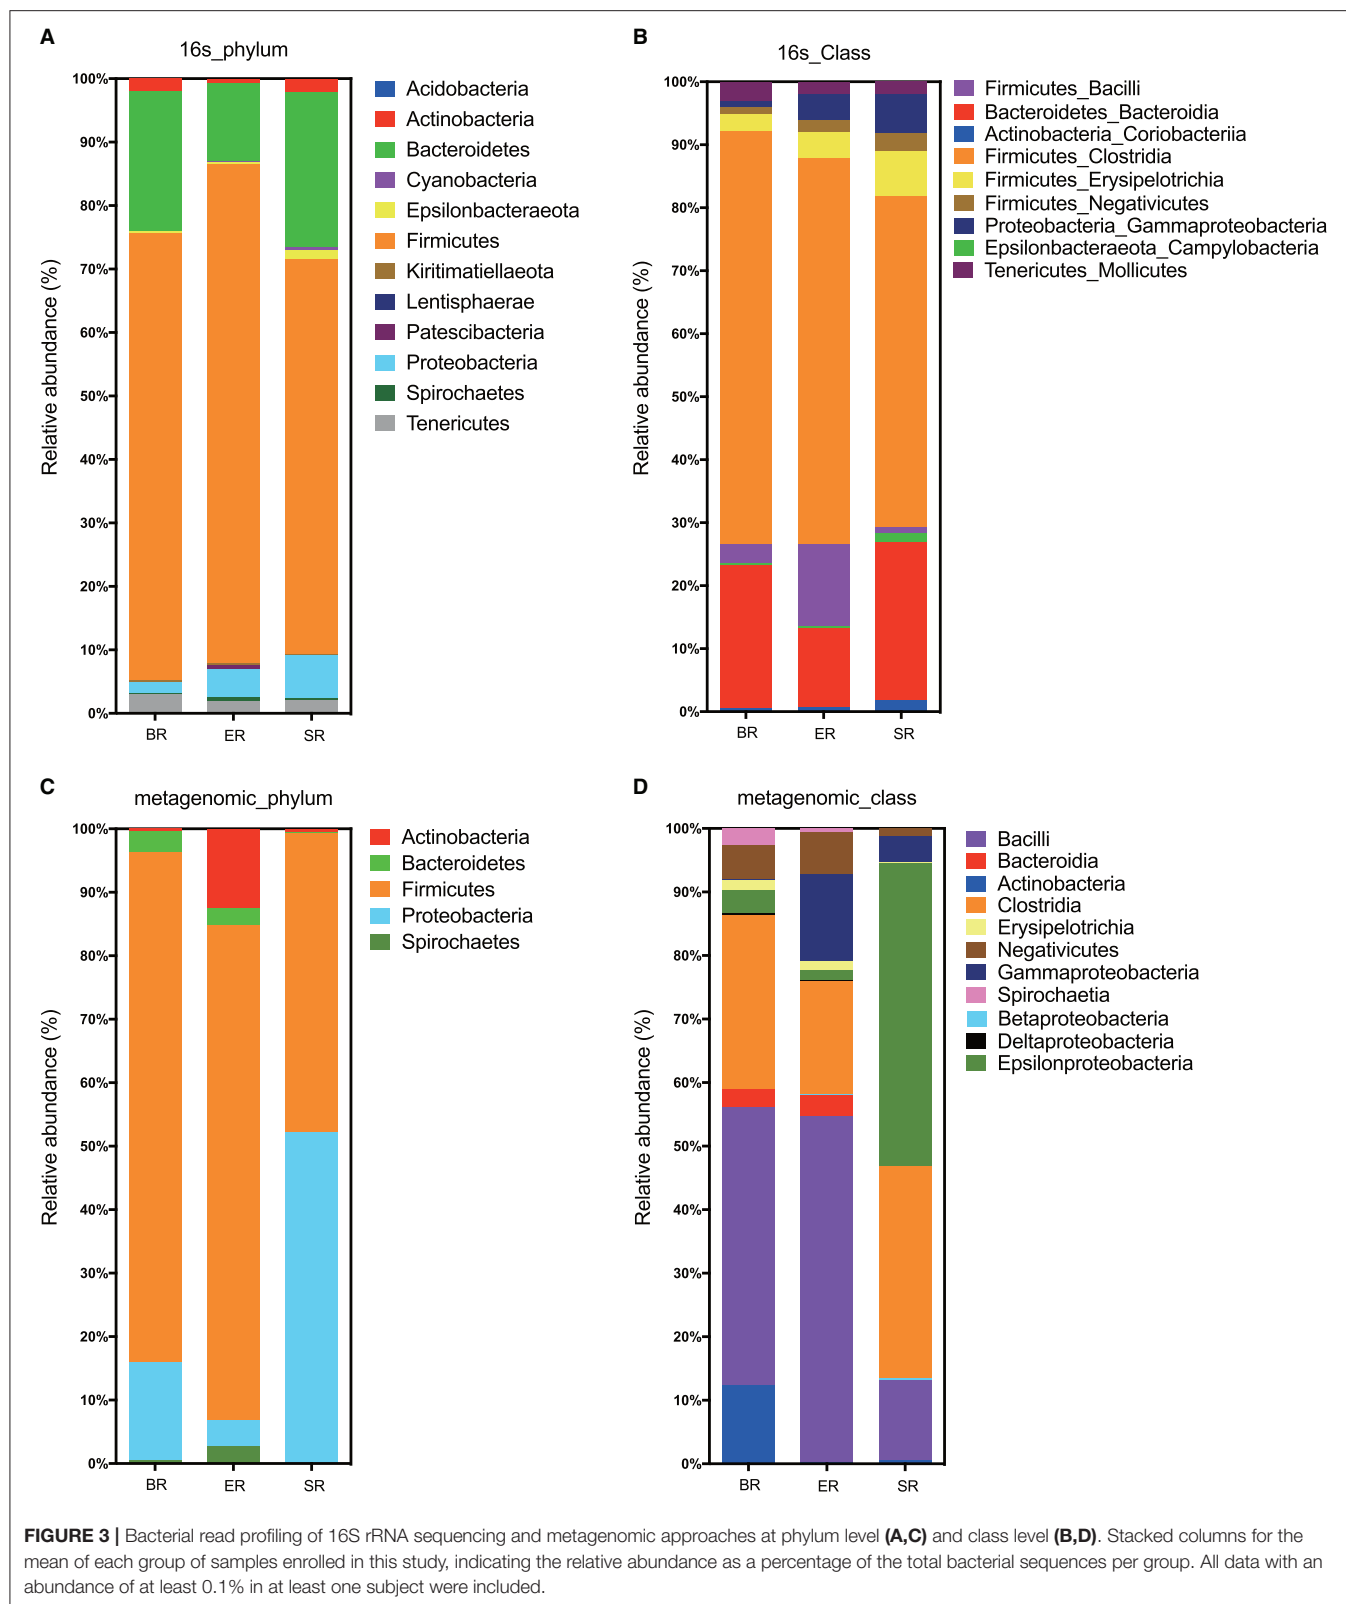 A
16s_phylum
100%
90%
80%
70%
60%
50%
40%
30%
20%
10%
0%
Relative abundance (%)
BR ER SR
Acidobacteria
Actinobacteria
Bacteroidetes
Cyanobacteria
Epsilonbacteraeota
Firmicutes
Kiritimatiellaeota
Lentisphaerae
Patescibacteria
Proteobacteria
Spirochaetes
Tenericutes
B
16s_Class
100%
90%
80%
70%
60%
50%
40%
30%
20%
10%
0%
Relative abundance (%)
BR ER SR
Firmicutes_Bacilli
Bacteroidetes_Bacteroidia
Actinobacteria_Coriobacteriia
Firmicutes_Clostridia
Firmicutes_Erysipelotrichia
Firmicutes_Negativicutes
Proteobacteria_Gammaproteobacteria
Epsilonbacteraeota_Campylobacteria
Tenericutes_Mollicutes
C
metagenomic_phylum
100%
90%
80%
70%
60%
50%
40%
30%
20%
10%
0%
Relative abundance (%)
BR ER SR
Actinobacteria
Bacteroidetes
Firmicutes
Proteobacteria
Spirochaetes
D
metagenomic_class
100%
90%
80%
70%
60%
50%
40%
30%
20%
10%
0%
Relative abundance (%)
BR ER SR
Bacilli
Bacteroidia
Actinobacteria
Clostridia
Erysipelotrichia
Negativicutes
Gammaproteobacteria
Spirochaetia
Betaproteobacteria
Deltaproteobacteria
Epsilonproteobacteria
FIGURE 3 | Bacterial read profiling of 16S rRNA sequencing and metagenomic approaches at phylum level (A,C) and class level (B,D). Stacked columns for the
mean of each group of samples enrolled in this study, indicating the relative abundance as a percentage of the total bacterial sequences per group. All data with an
abundance of at least 0.1% in at least one subject were included.